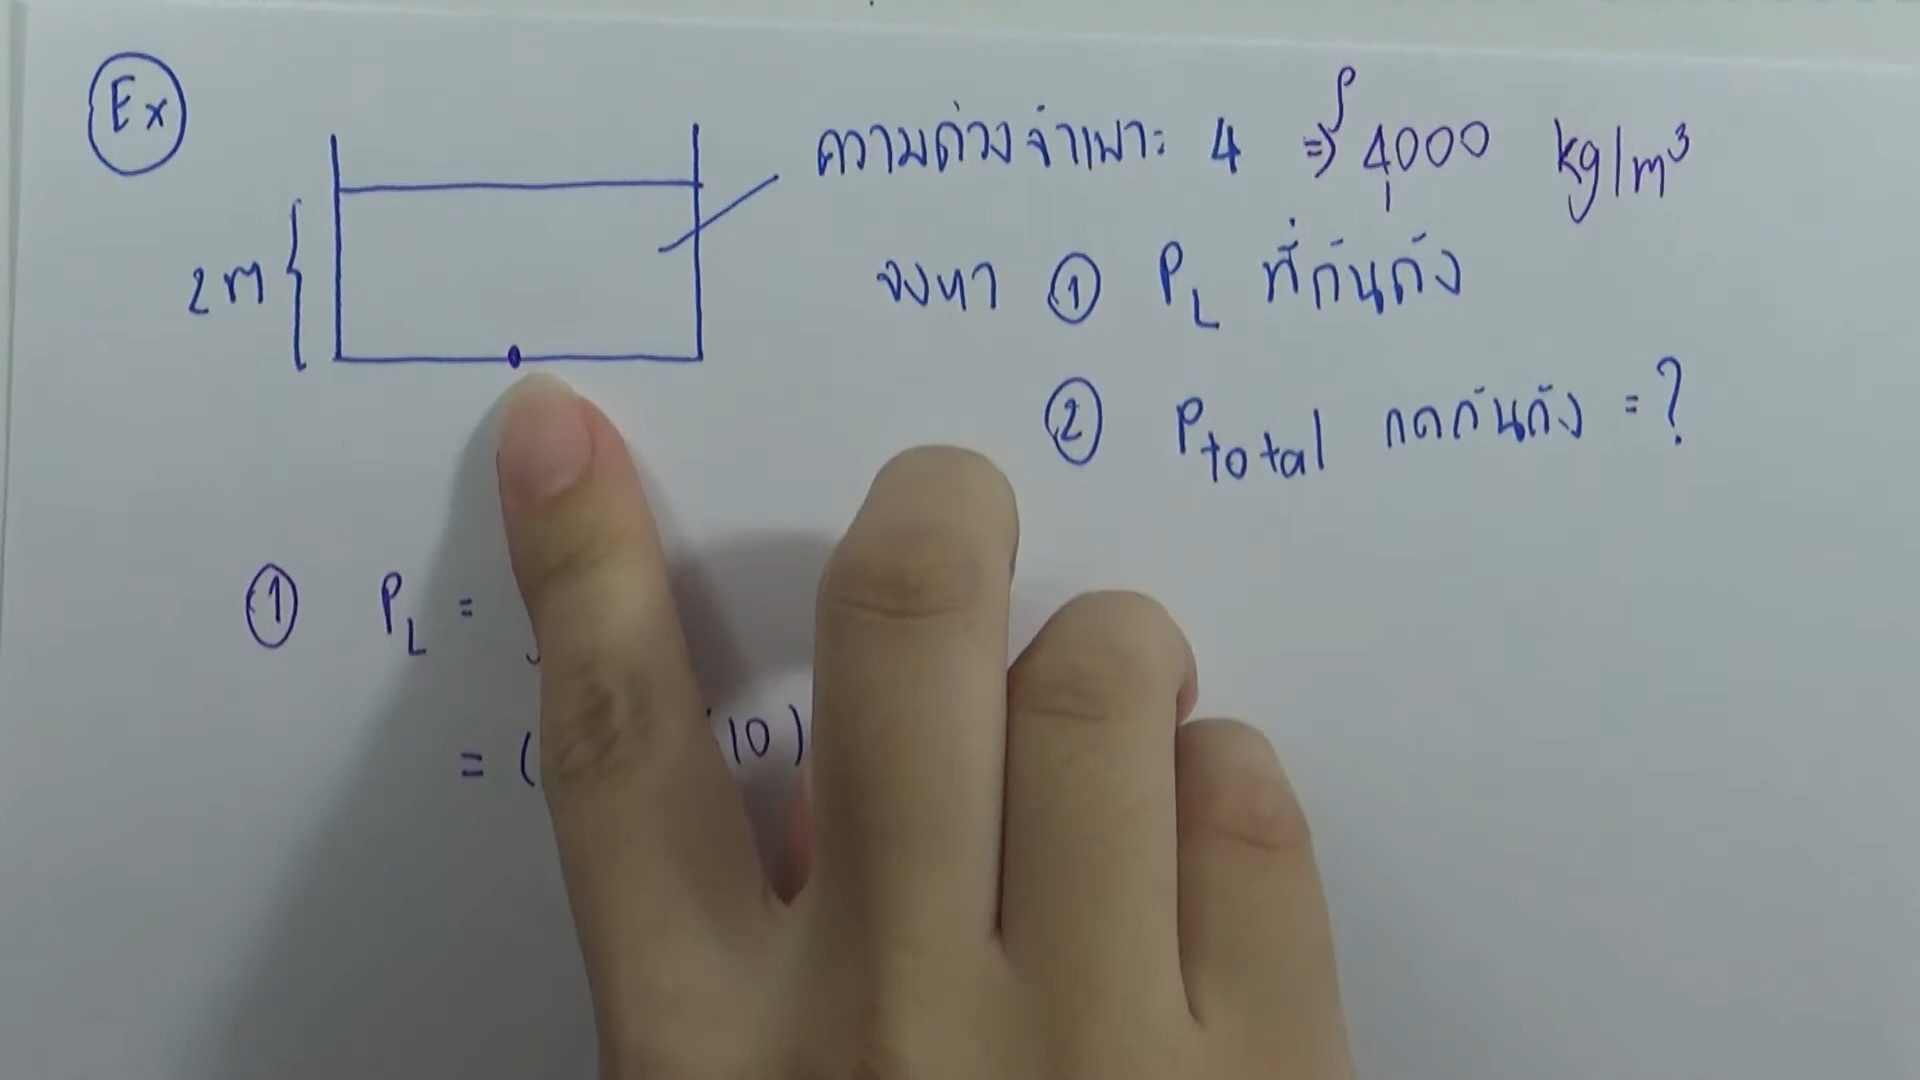 Ex
ความถ่วงจำเพาะ 4 ⇒ ρ 4000 kg/m³
2 m
จงหา ① P_L ที่ก้นถัง
② P_total กดก้นถัง = ?
① P_L =
= ( 10)